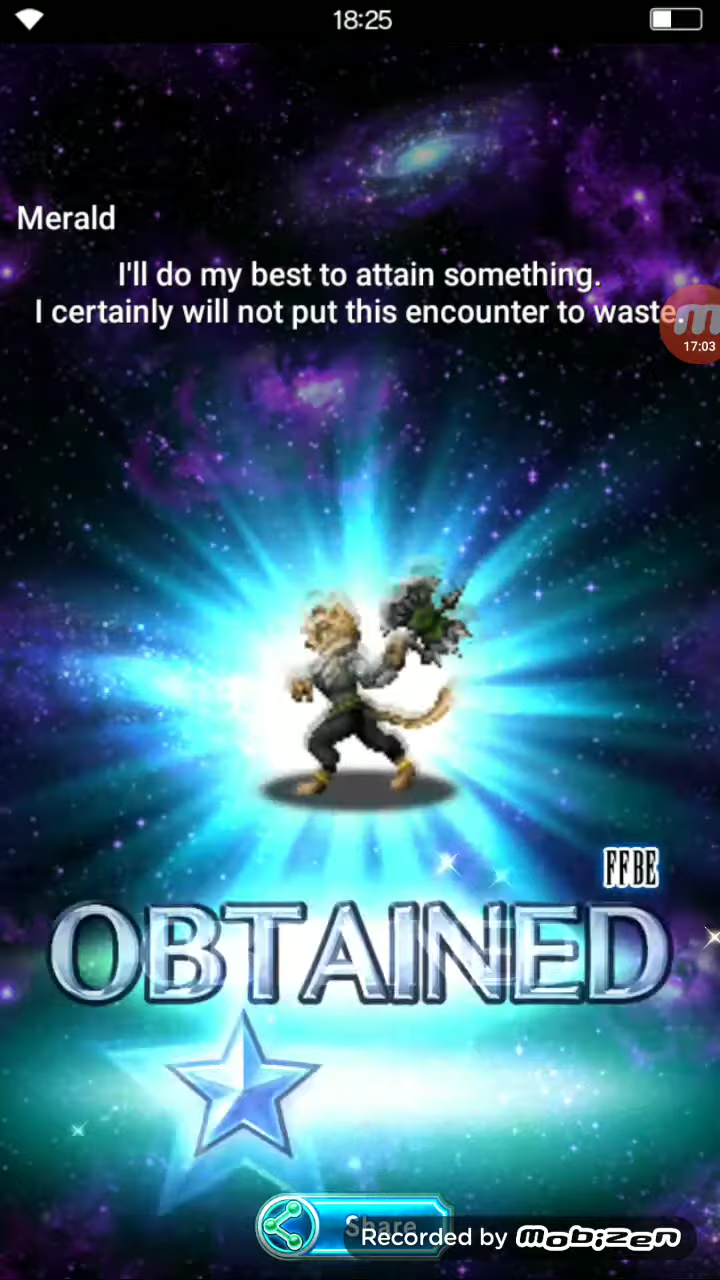 18:25
Merald
I'll do my best to attain something.
I certainly will not put this encounter to waste.
17:03
FFBE
OBTAINED
Share
Recorded by mobizen